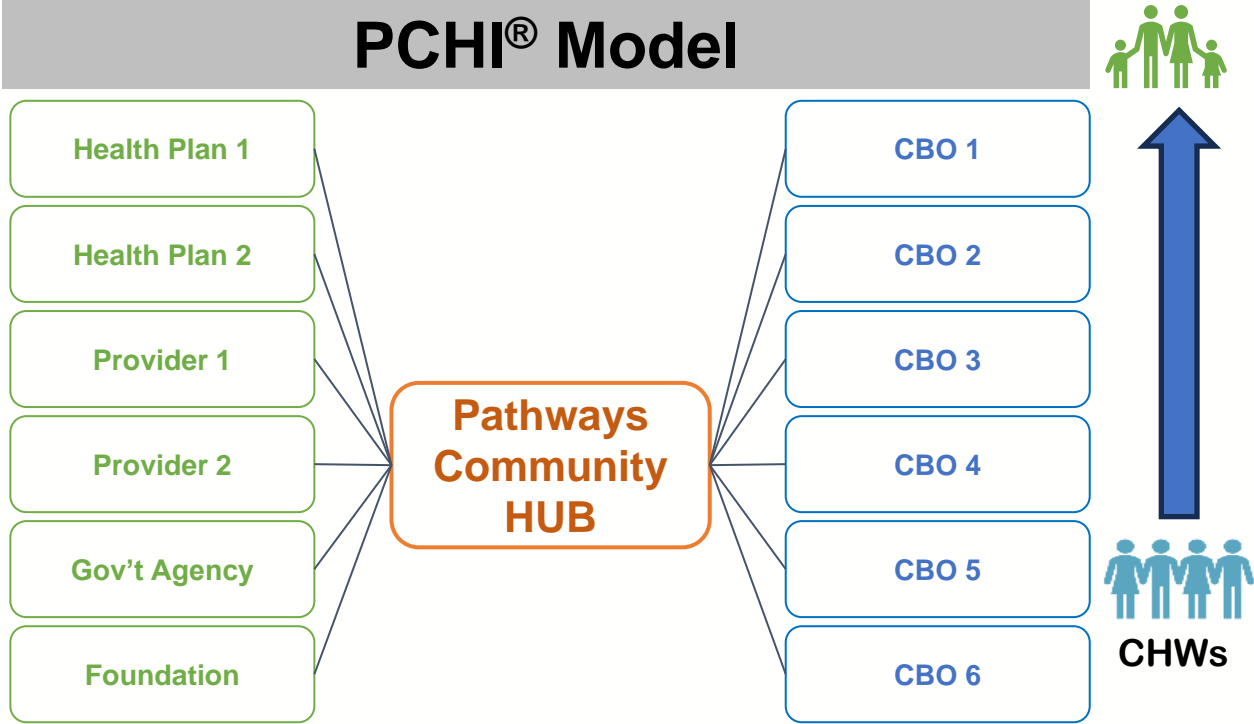 PCHI® Model
Health Plan 1
Health Plan 2
Provider 1
Provider 2
Gov't Agency
Foundation
Pathways
Community
HUB
CBO 1
CBO 2
CBO 3
CBO 4
CBO 5
CBO 6
CHWs